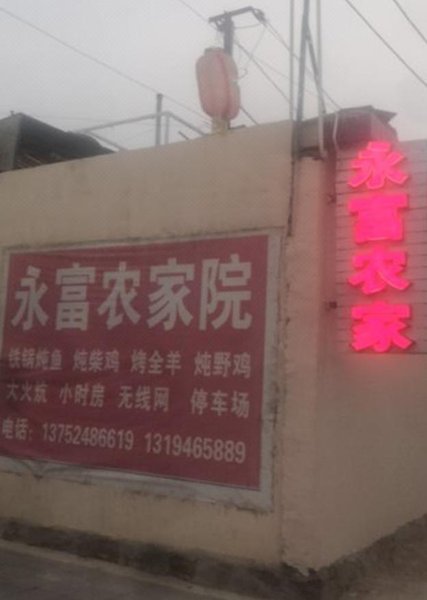 永富农家院
铁锅炖鱼 炖柴鸡 烤全羊 炖野鸡
大火炕 小时房 无线网 停车场
电话：13752486619 1319465889
永富农家